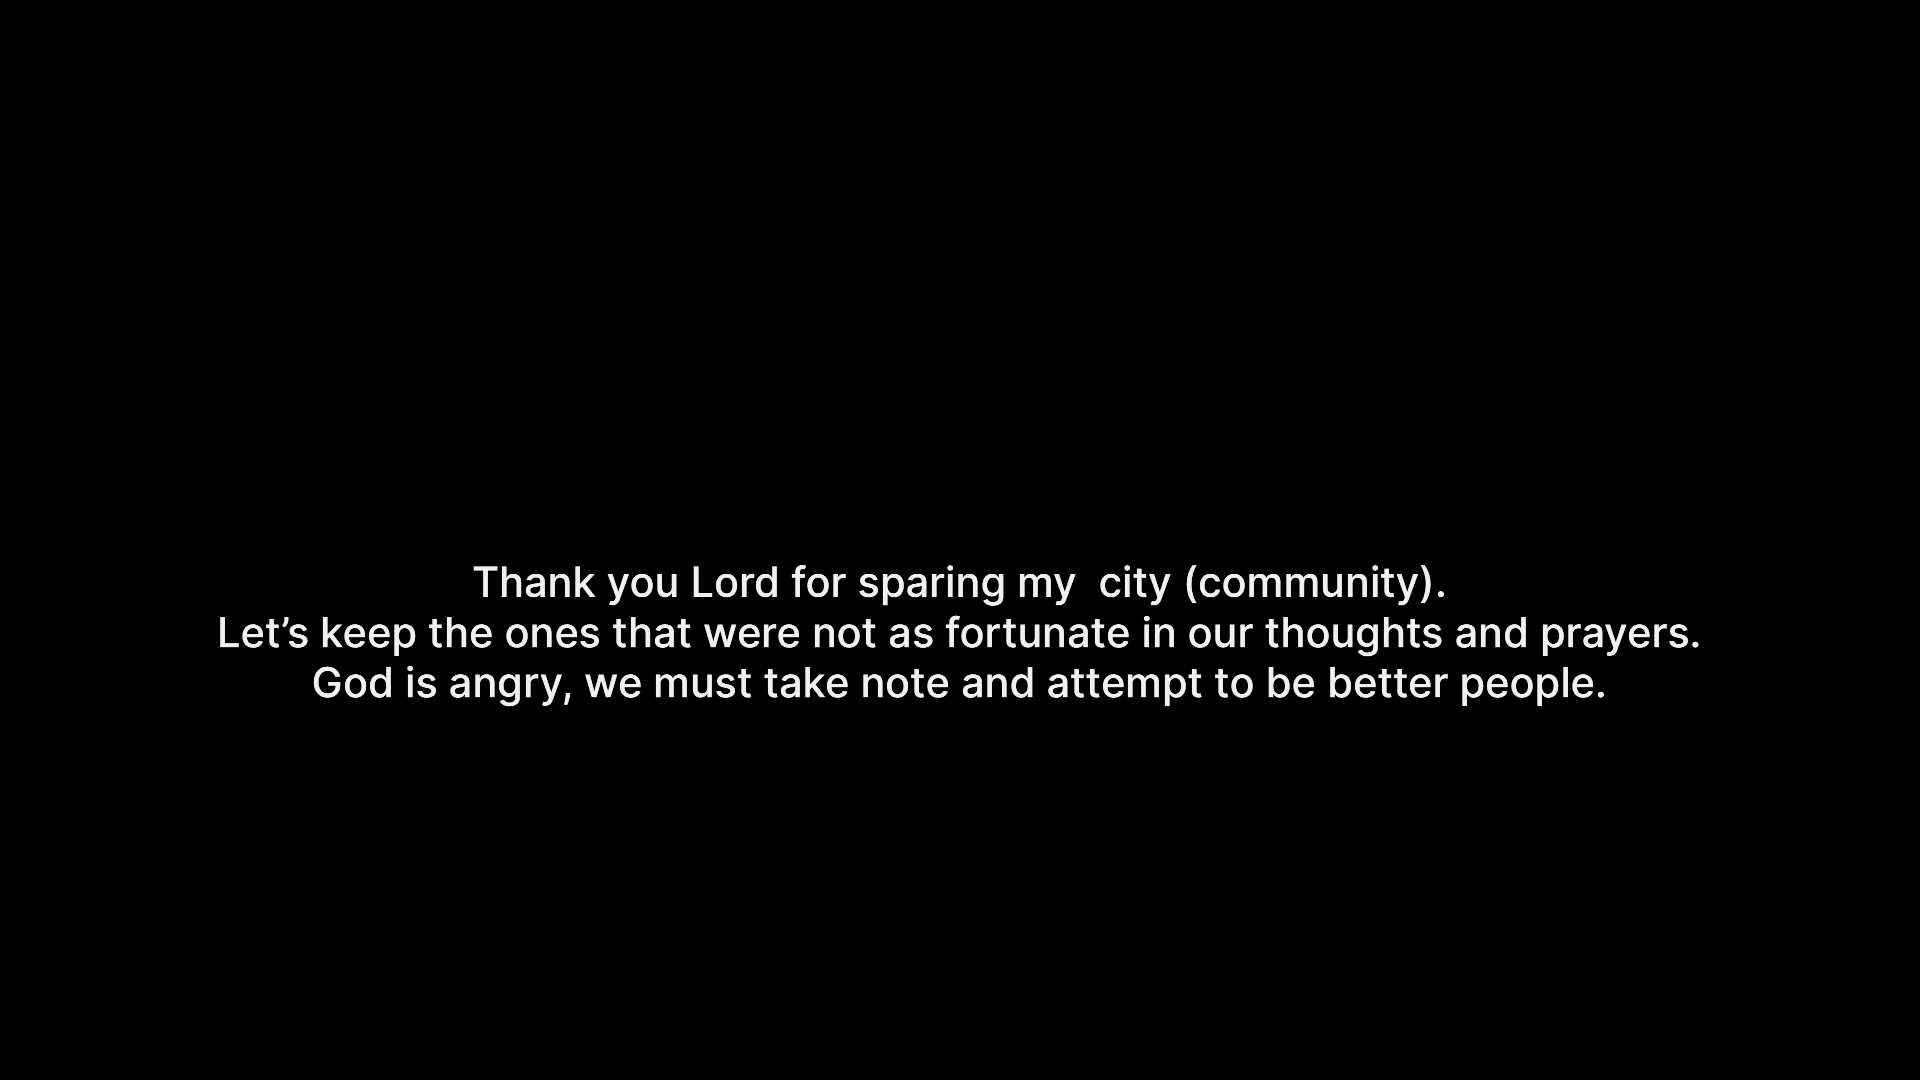 Thank you Lord for sparing my  city (community).
Let’s keep the ones that were not as fortunate in our thoughts and prayers.
God is angry, we must take note and attempt to be better people.